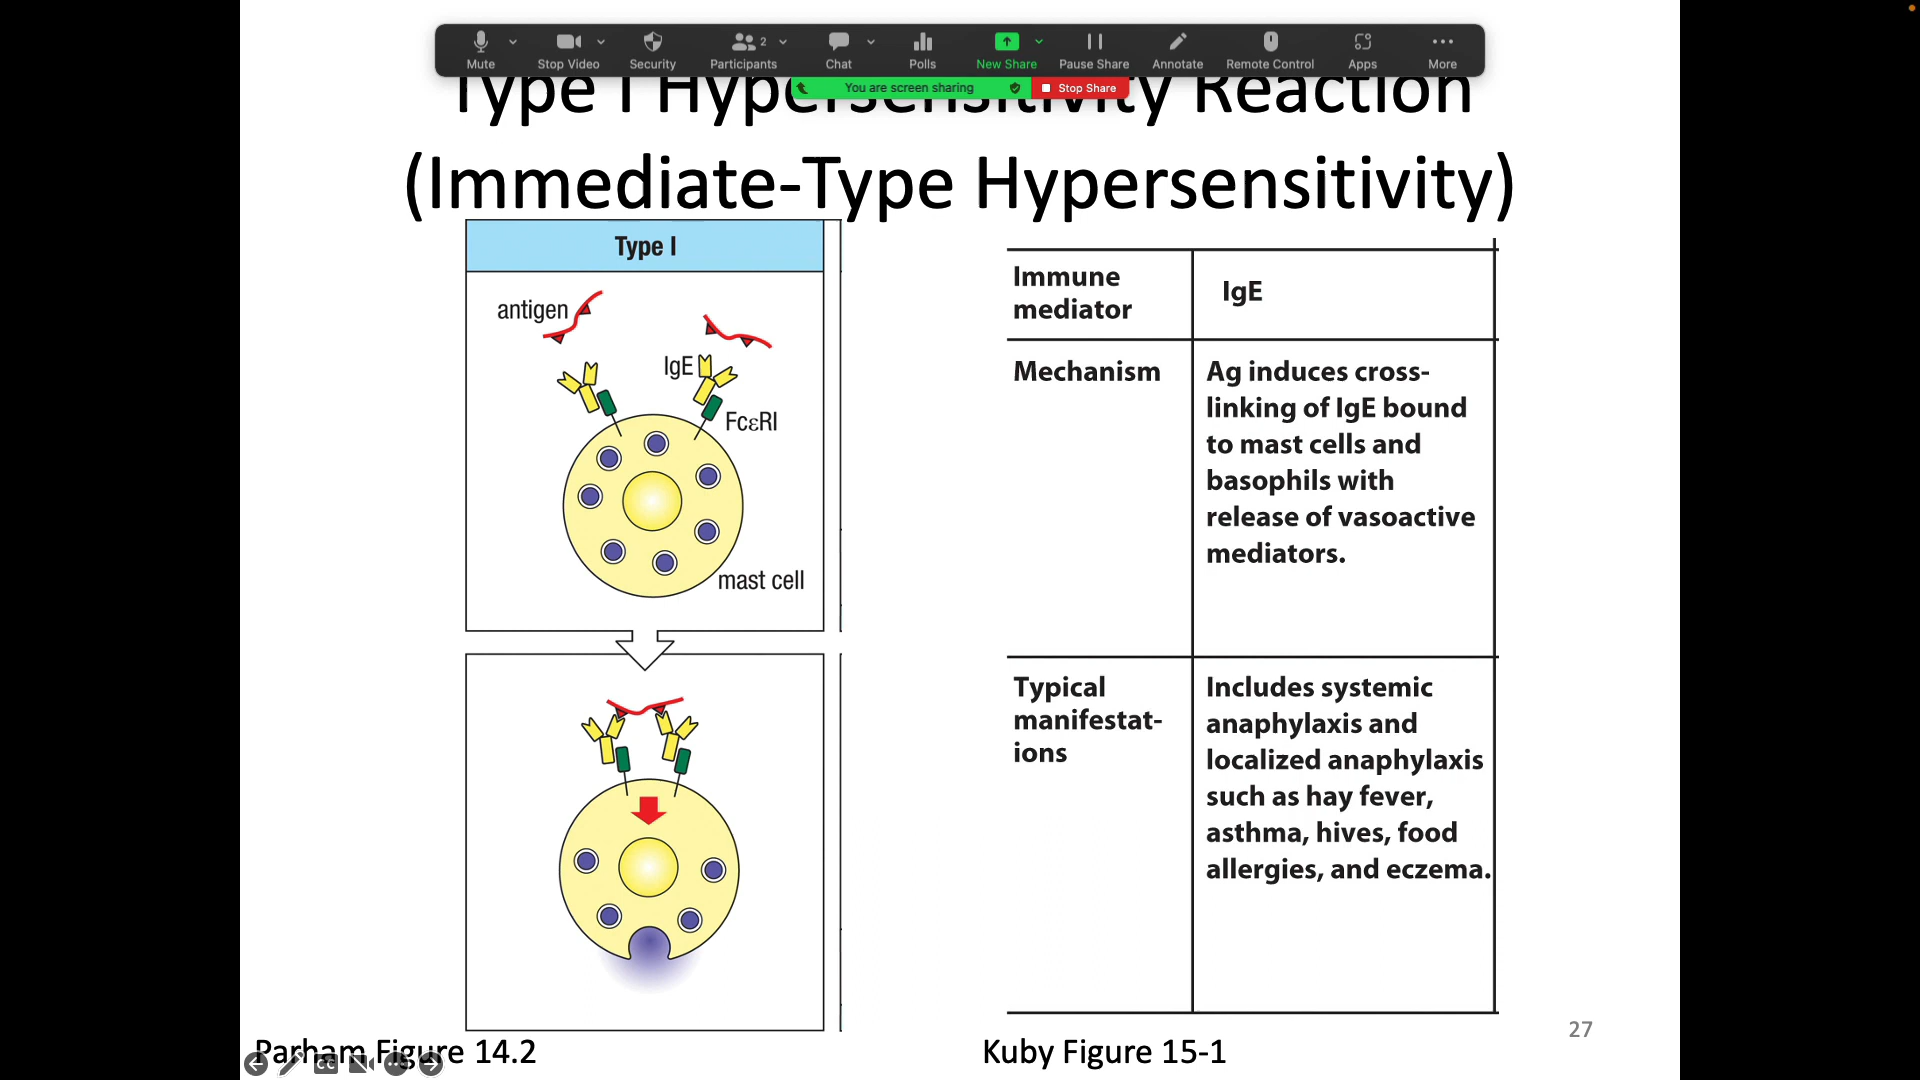 Mute
Stop Video
Security
Participants
2
Chat
Polls
New Share
Pause Share
Annotate
Remote Control
Apps
More
You are screen sharing
Stop Share
Type I Hypersensitivity Reaction
(Immediate-Type Hypersensitivity)
Type I
antigen
IgE
FcεRI
mast cell
Immune
mediator
IgE
Mechanism
Ag induces cross-
linking of IgE bound
to mast cells and
basophils with
release of vasoactive
mediators.
Typical
manifestat-
ions
Includes systemic
anaphylaxis and
localized anaphylaxis
such as hay fever,
asthma, hives, food
allergies, and eczema.
Parham Figure 14.2
CC
Kuby Figure 15-1
27